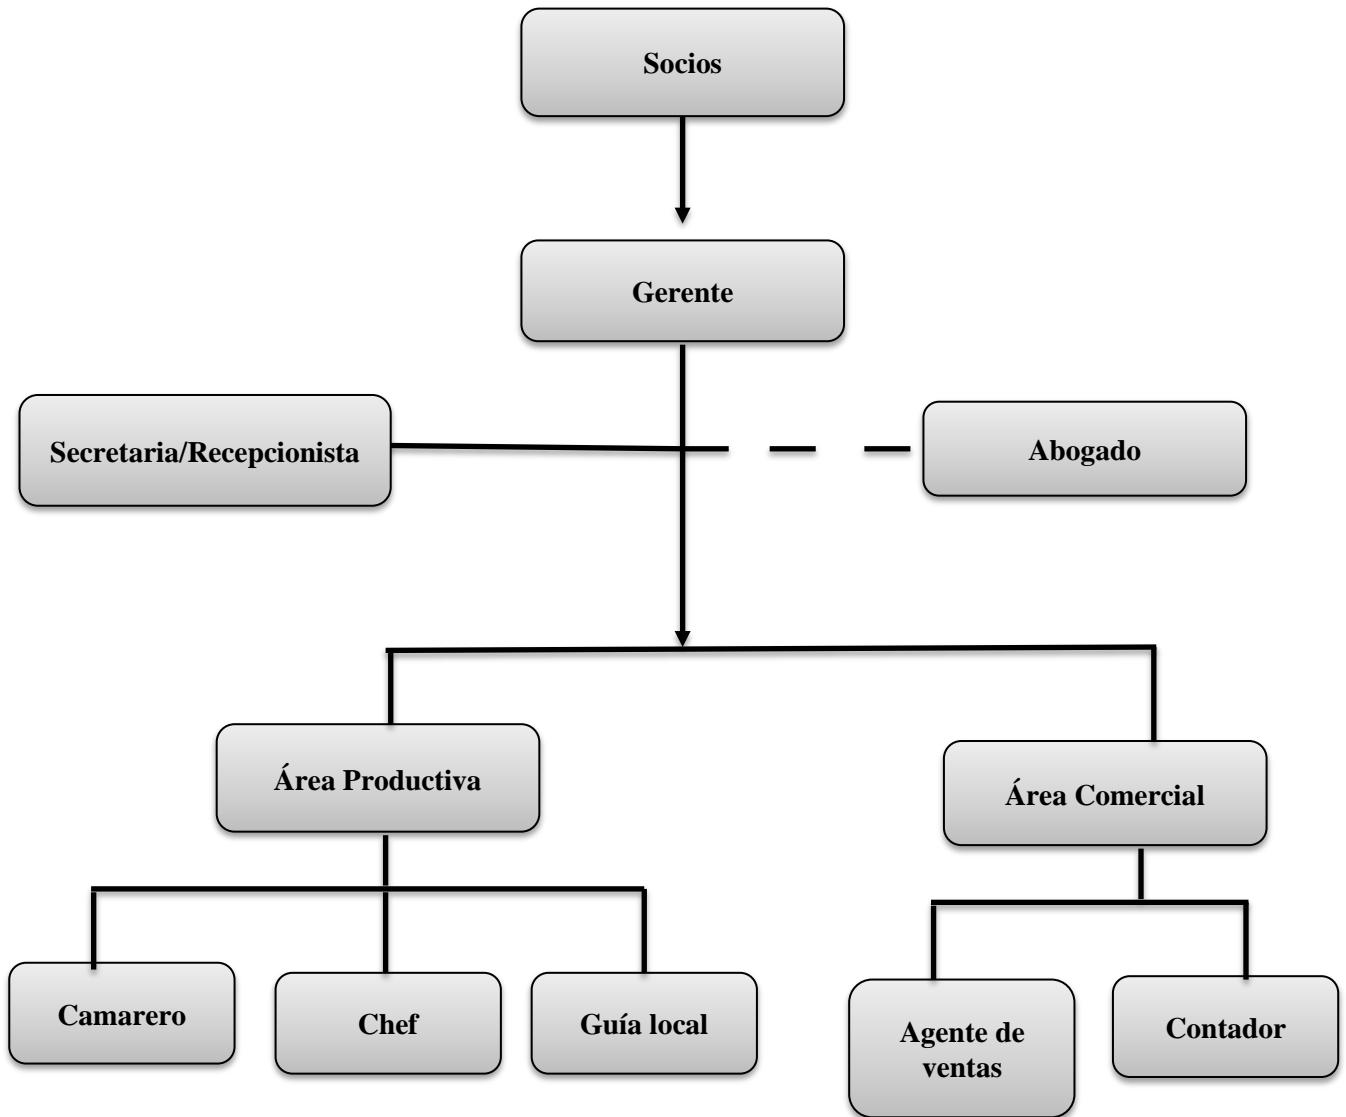 Socios
Gerente
Secretaria/Recepcionista
Abogado
Área Productiva
Área Comercial
Camarero
Chef
Guía local
Agente de
ventas
Contador